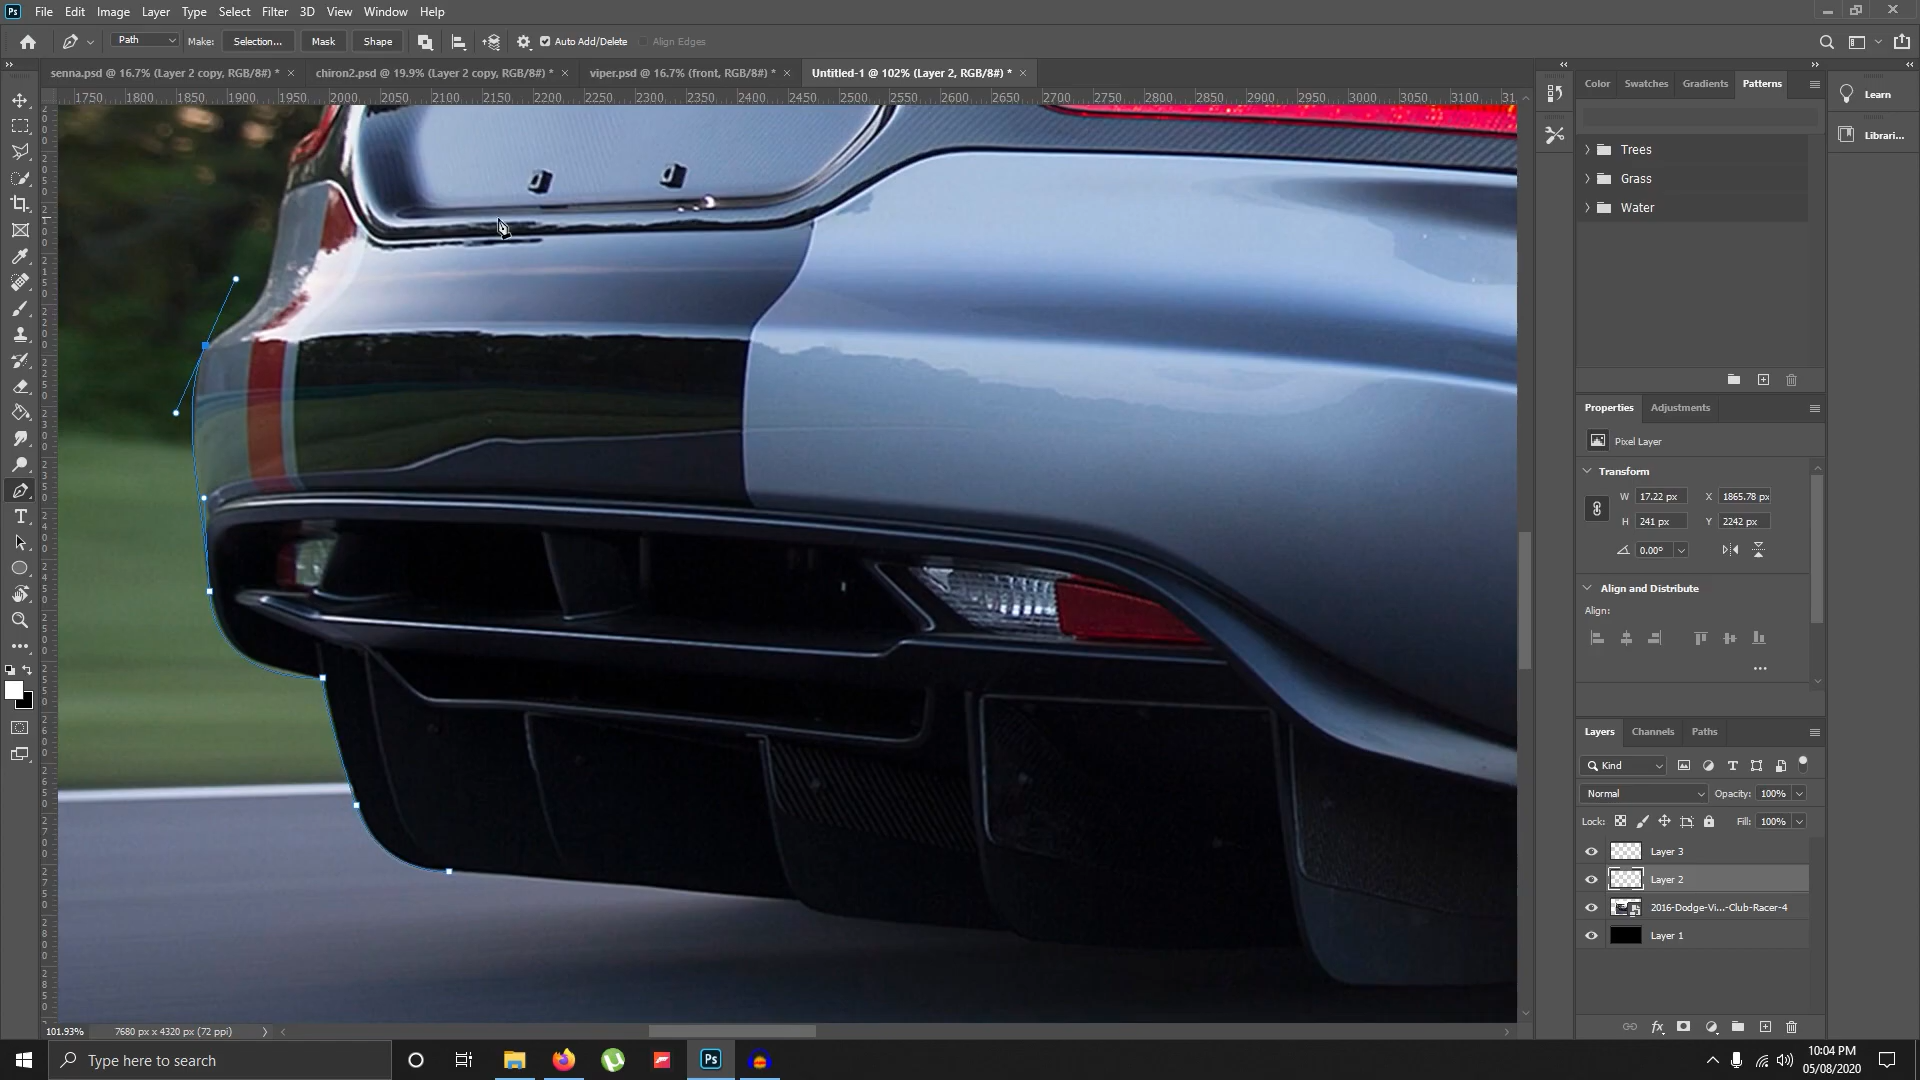 Ps File Edit Image Layer Type Select Filter 3D View Window Help
Path Make: Selection... Mask Shape Auto Add/Delete Align Edges
senna.psd @ 16.7% (Layer 2 copy, RGB/8#) * × chiron2.psd @ 19.9% (Layer 2 copy, RGB/8#) * × viper.psd @ 16.7% (front, RGB/8#) * × Untitled-1 @ 102% (Layer 2, RGB/8#) * ×
1750 1800 1850 1900 1950 2000 2050 2100 2150 2200 2250 2300 2350 2400 2450 2500 2550 2600 2650 2700 2750 2800 2850 2900 2950 3000 3050 3100
Color Swatches Gradients Patterns
Learn
Librari...
Trees
Grass
Water
Properties Adjustments
Pixel Layer
Transform
W 17.22 px X 1865.78 px
H 241 px Y 2242 px
0.00°
Align and Distribute
Align:
Layers Channels Paths
Kind
Normal Opacity: 100%
Lock: Fill: 100%
Layer 3
Layer 2
2016-Dodge-Vi...-Club-Racer-4
Layer 1
fx
101.93% 7680 px x 4320 px (72 ppi)
Type here to search
Ps
10:04 PM
05/08/2020